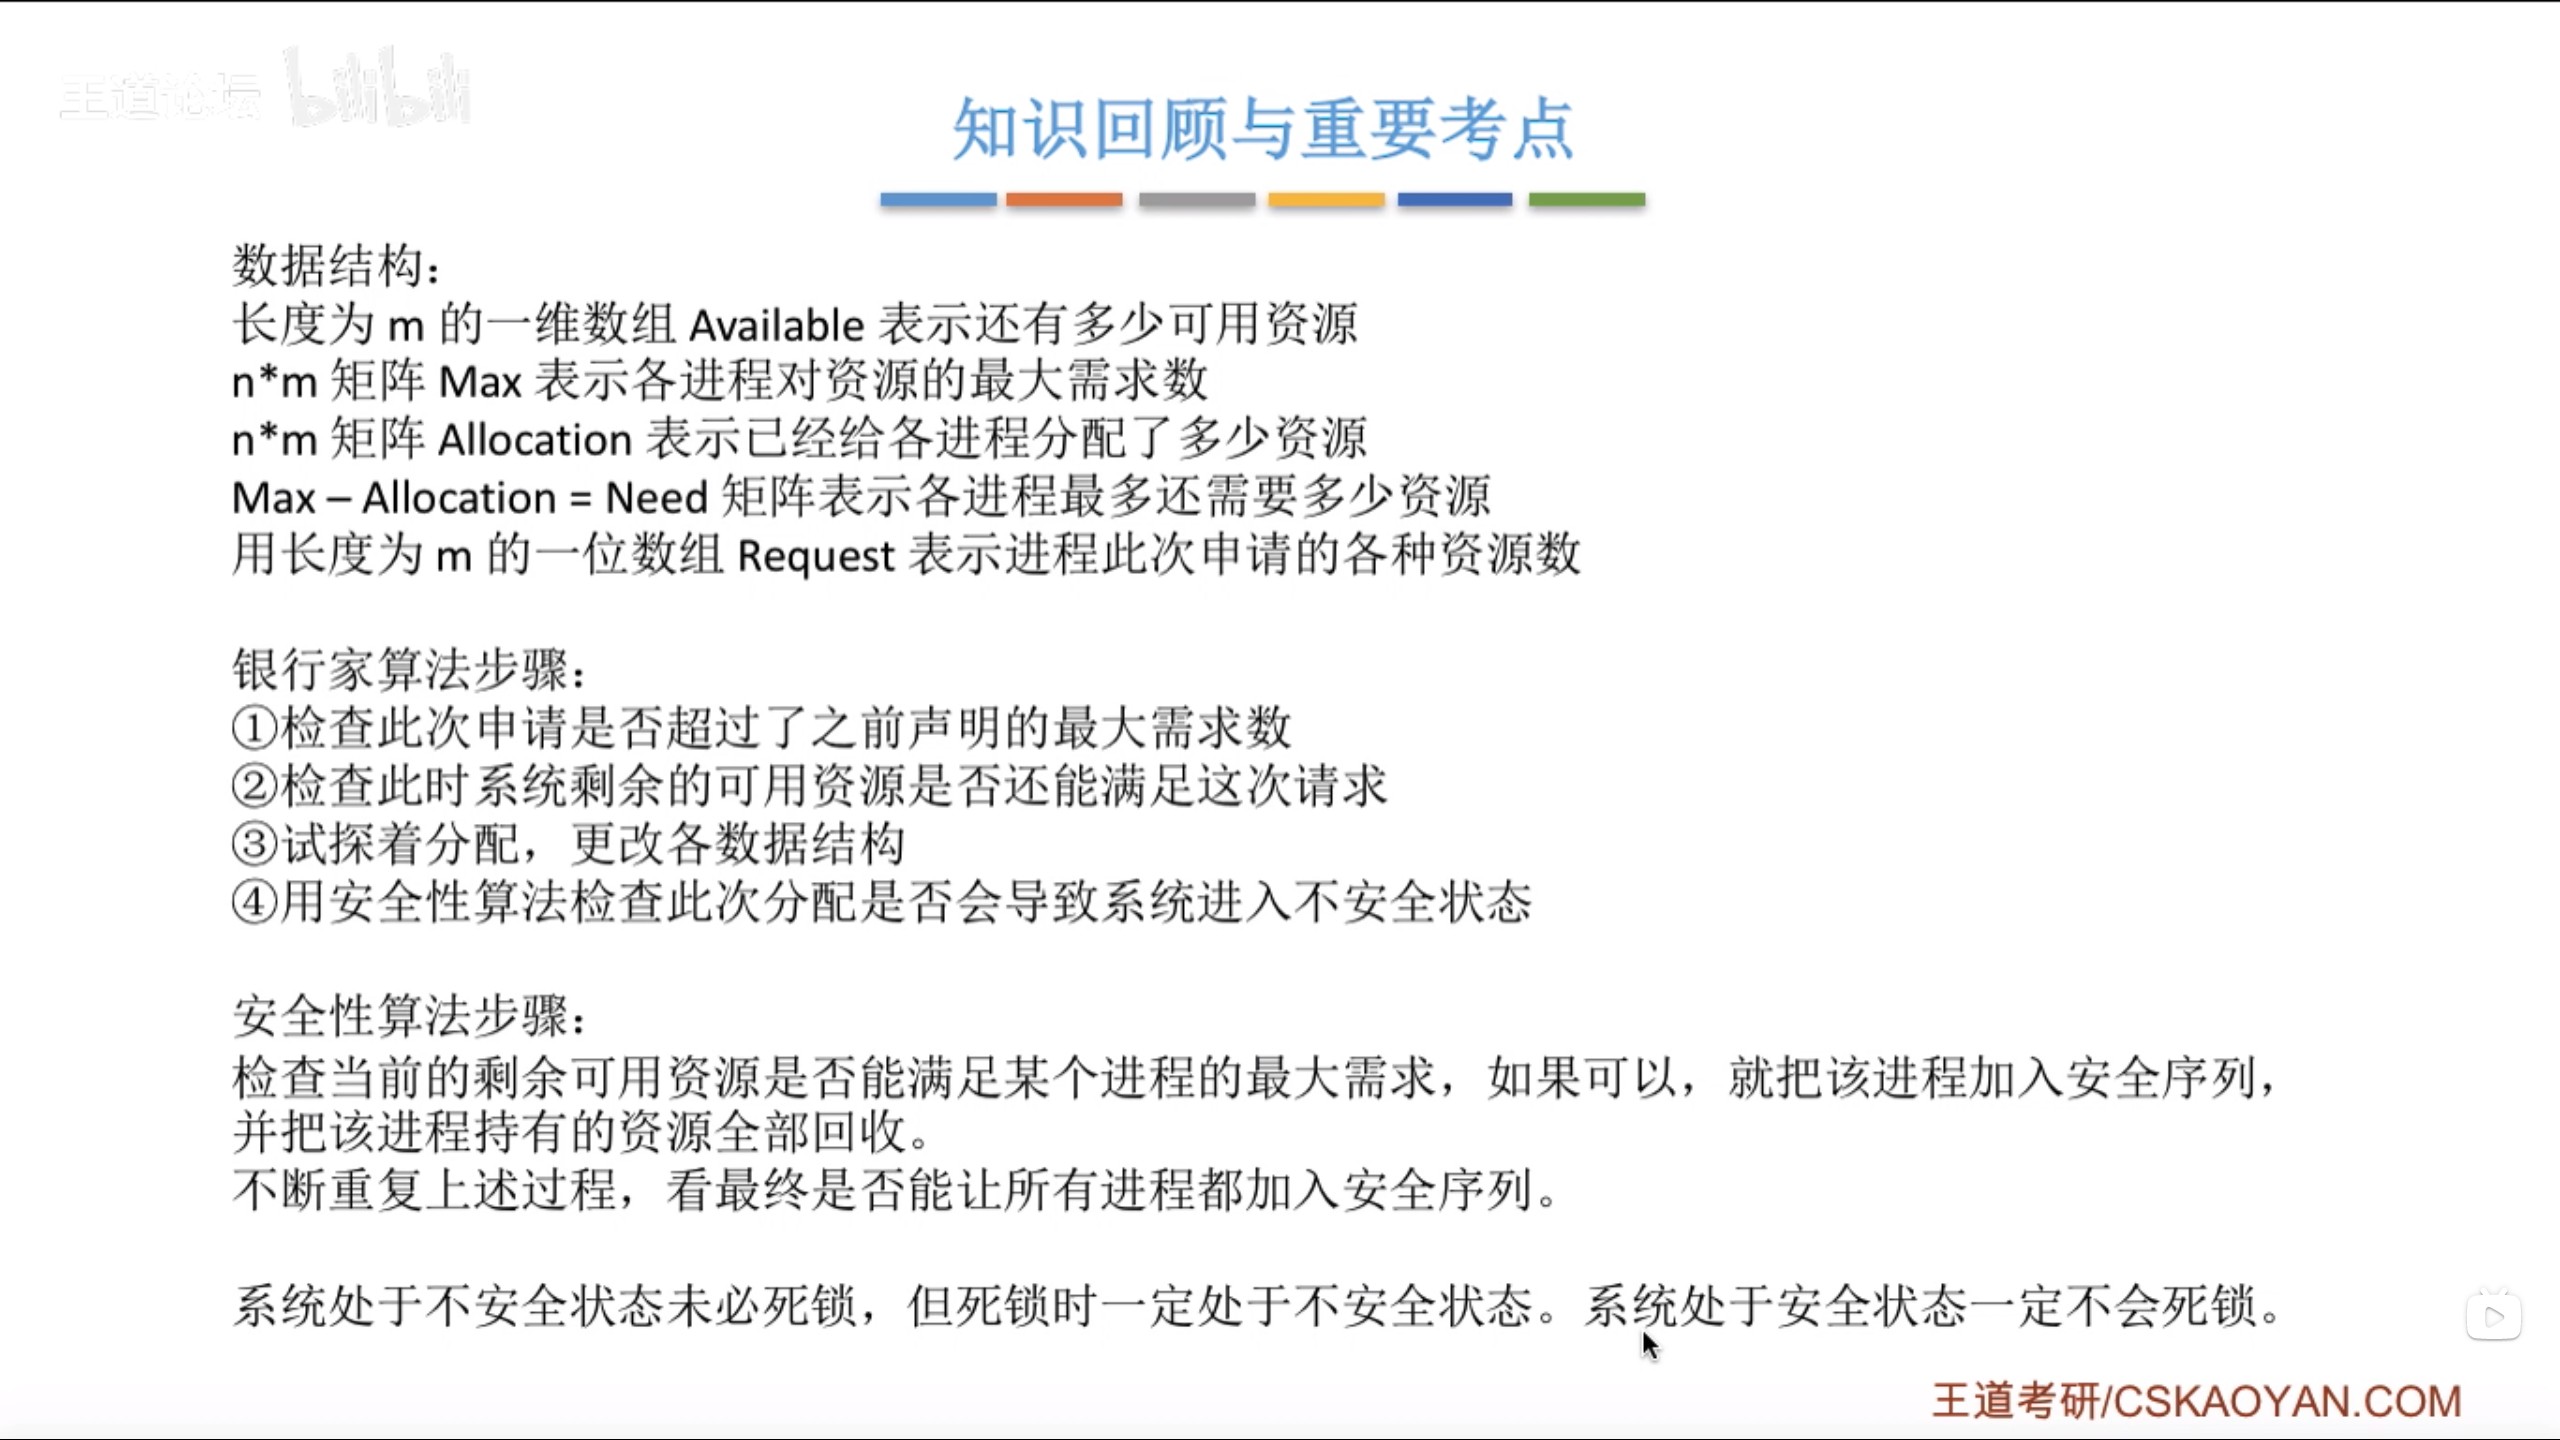 王道论坛 bilibili
知识回顾与重要考点
数据结构：
长度为 m 的一维数组 Available 表示还有多少可用资源
n*m 矩阵 Max 表示各进程对资源的最大需求数
n*m 矩阵 Allocation 表示已经给各进程分配了多少资源
Max – Allocation = Need 矩阵表示各进程最多还需要多少资源
用长度为 m 的一位数组 Request 表示进程此次申请的各种资源数
银行家算法步骤：
①检查此次申请是否超过了之前声明的最大需求数
②检查此时系统剩余的可用资源是否还能满足这次请求
③试探着分配，更改各数据结构
④用安全性算法检查此次分配是否会导致系统进入不安全状态
安全性算法步骤：
检查当前的剩余可用资源是否能满足某个进程的最大需求，如果可以，就把该进程加入安全序列，
并把该进程持有的资源全部回收。
不断重复上述过程，看最终是否能让所有进程都加入安全序列。
系统处于不安全状态未必死锁，但死锁时一定处于不安全状态。系统处于安全状态一定不会死锁。
王道考研/CSKAOYAN.COM